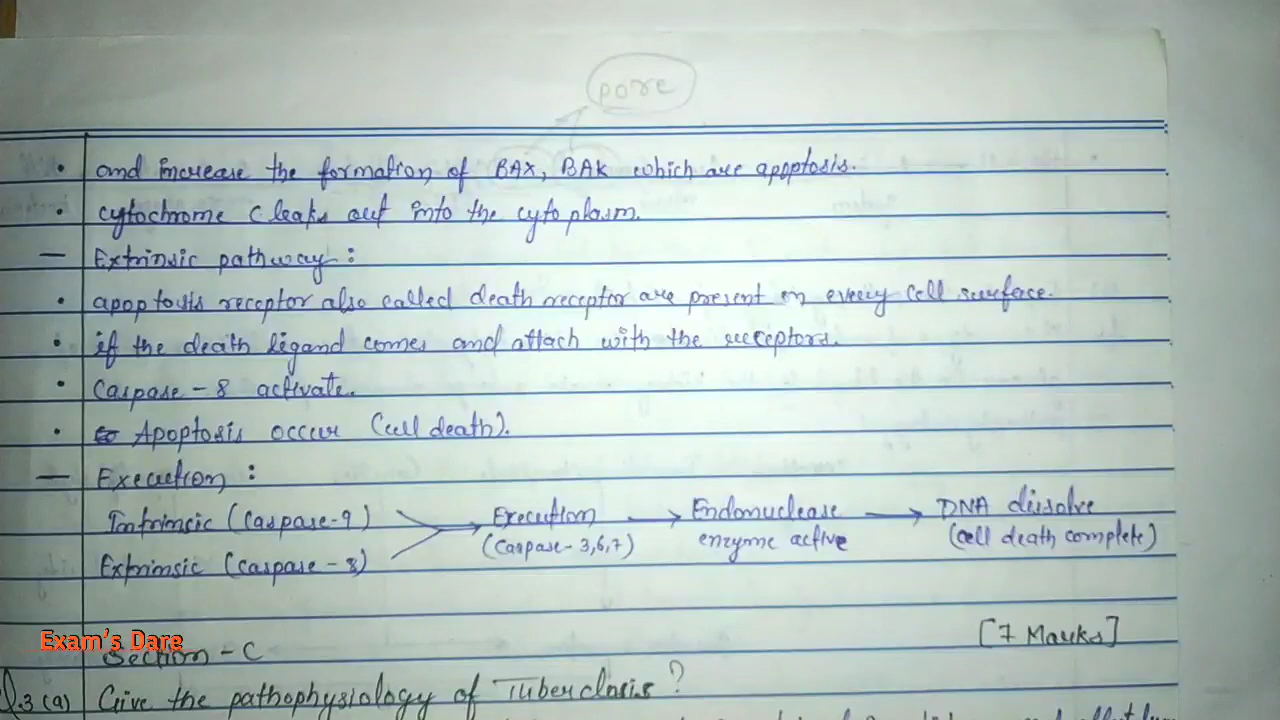 pore
• and increase the formation of BAX, BAK which are apoptosis.
• cytochrome C leaks out into the cytoplasm.
— Extrinsic pathway :
• apoptosis receptor also called death receptor are present on every cell surface.
• if the death ligand comes and attach with the receptors.
• Caspase - 8 activate.
• Apoptosis occur (cell death).
— Execution :
Intrinsic (Caspase-9) → Execution → Endonuclease → DNA dissolve
(Caspase - 3,6,7) enzyme active (cell death complete)
Extrinsic (caspase - 8)
[7 Marks]
Exam's Dare
Section - C
Q.3 (a) Give the pathophysiology of Tuberclosis ?